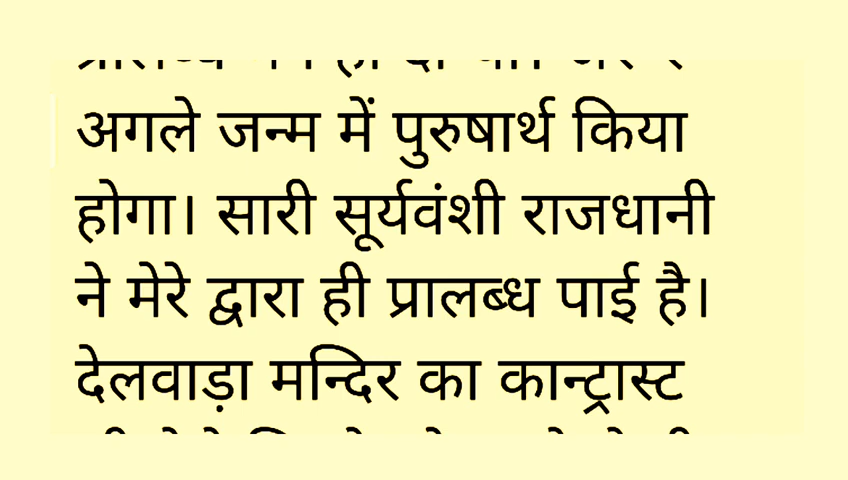 अगले जन्म में पुरुषार्थ किया
होगा। सारी सूर्यवंशी राजधानी
ने मेरे द्वारा ही प्रालब्ध पाई है।
देलवाड़ा मन्दिर का कान्ट्रास्ट